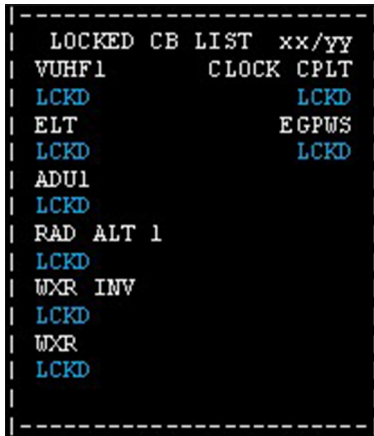 LOCKED CB LIST xx/yy
VUHF1 CLOCK CPLT
LCKD LCKD
ELT EGPWS
LCKD LCKD
ADU1
LCKD
RAD ALT 1
LCKD
WXR INV
LCKD
WXR
LCKD